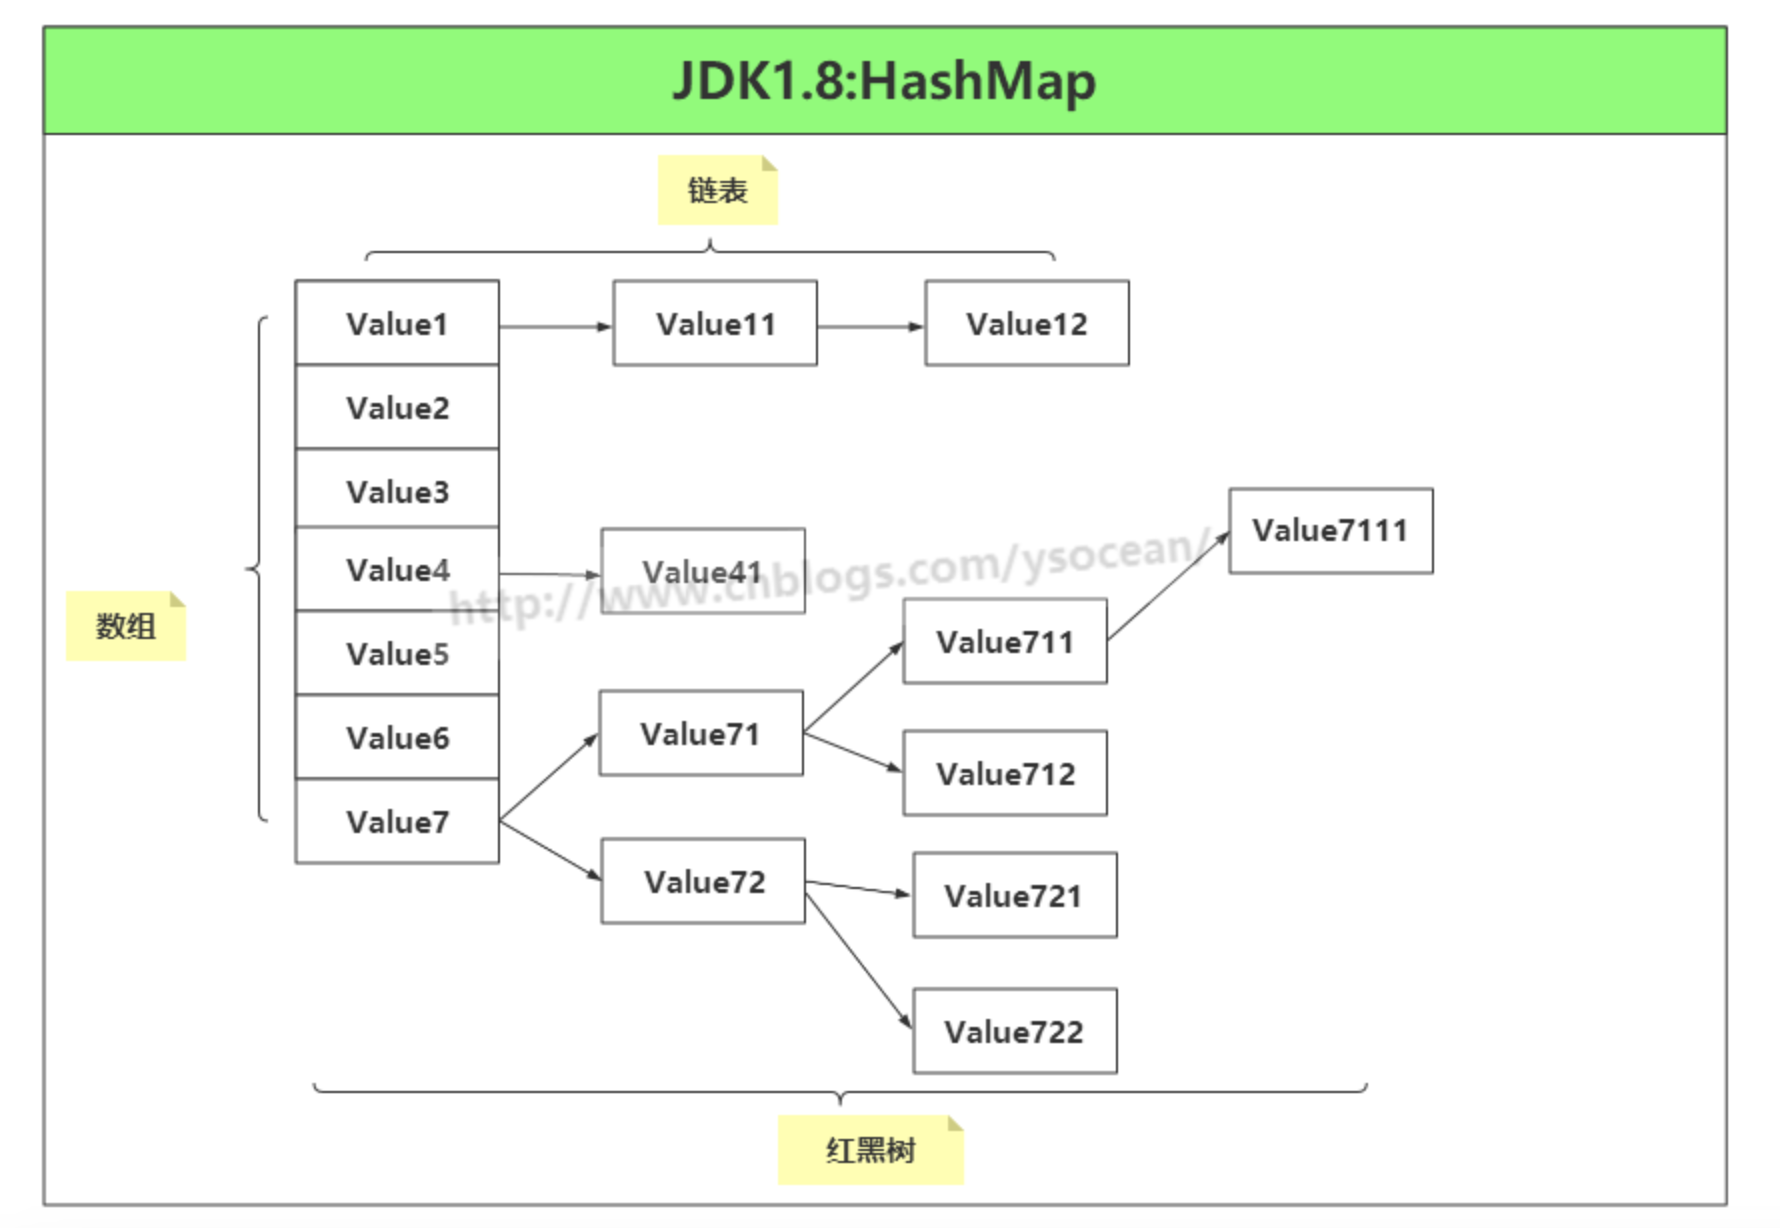 JDK1.8:HashMap
链表
Value1
Value11
Value12
Value2
Value3
Value7111
Value4
Value41
http://www.cnblogs.com/ysocean/
数组
Value5
Value711
Value6
Value71
Value712
Value7
Value72
Value721
Value722
红黑树